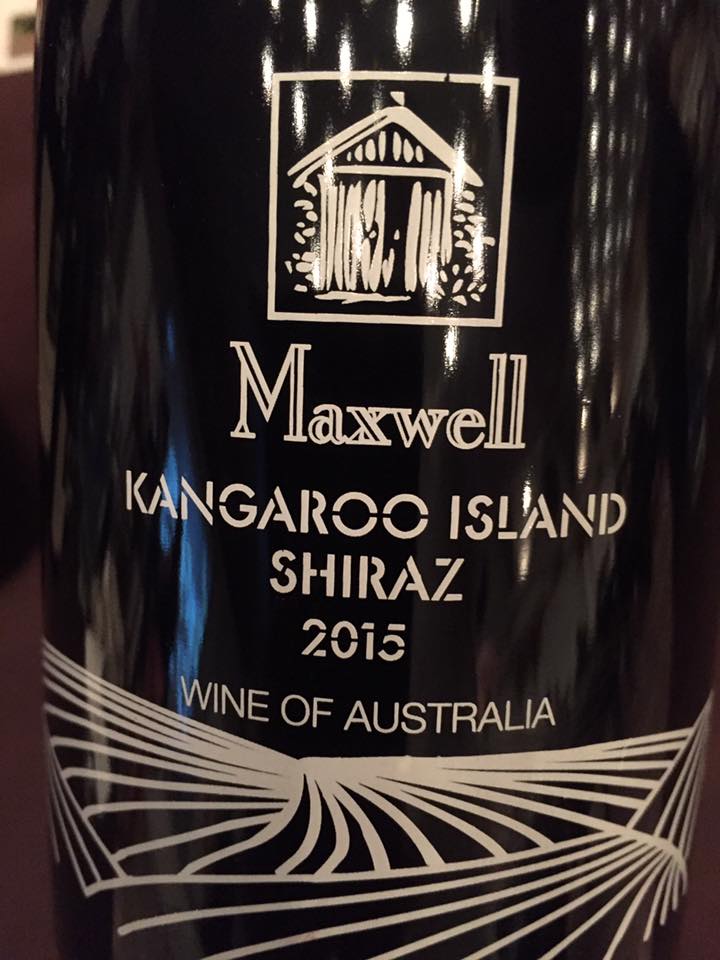 Maxwell
KANGAROO ISLAND
SHIRAZ
2015
WINE OF AUSTRALIA